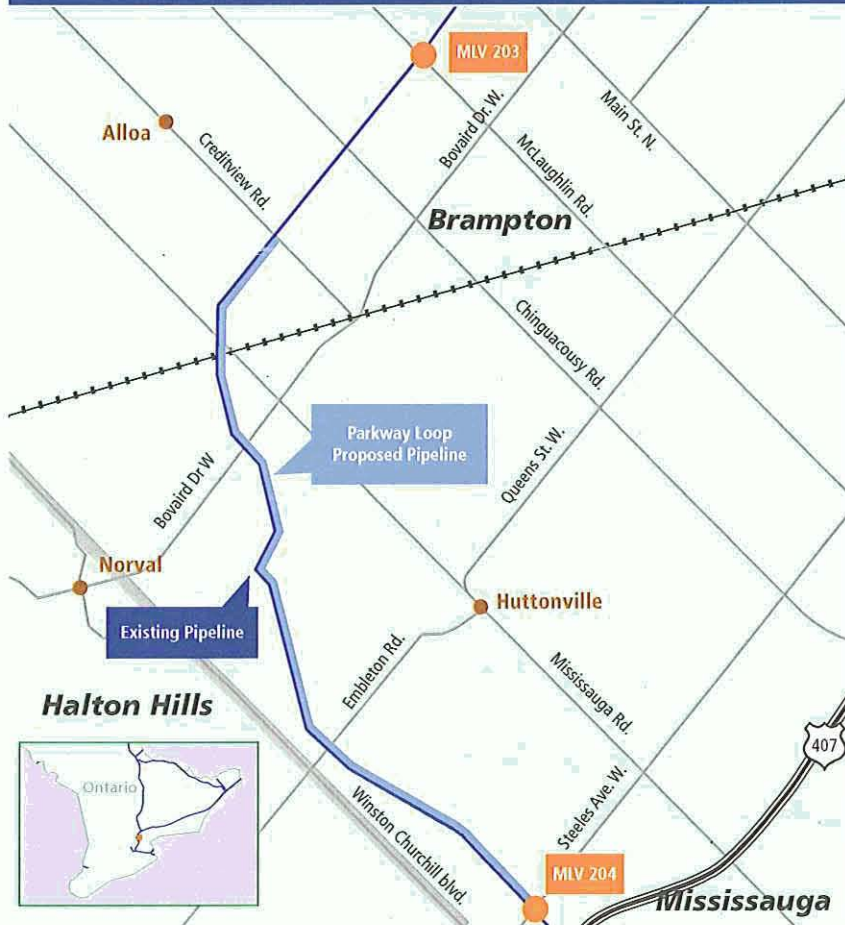 MLV 203
Main St. N.
Bovaird Dr. W.
Alloa
Creditview Rd.
McLaughlin Rd.
Brampton
Chinguacousy Rd.
Parkway Loop
Proposed Pipeline
Queens St. W.
Bovaird Dr W
Norval
Huttonville
Existing Pipeline
Embleton Rd.
Mississauga Rd.
Halton Hills
407
Ontario
Winston Churchill blvd.
Steeles Ave. W.
MLV 204
Mississauga